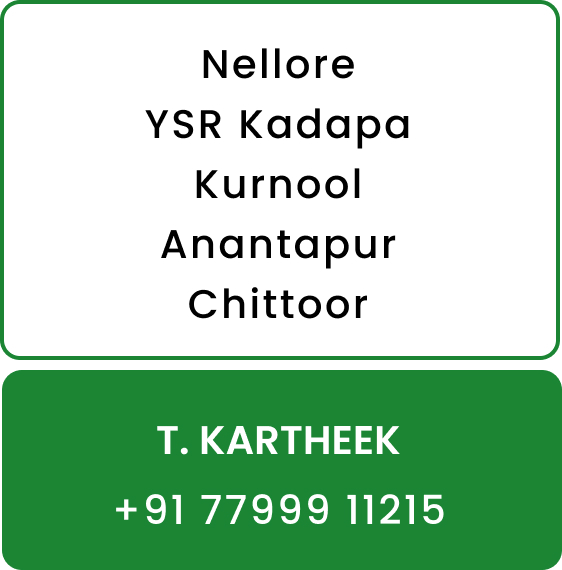 Nellore
YSR Kadapa
Kurnool
Anantapur
Chittoor
T. KARTHEEK
+91 77999 11215